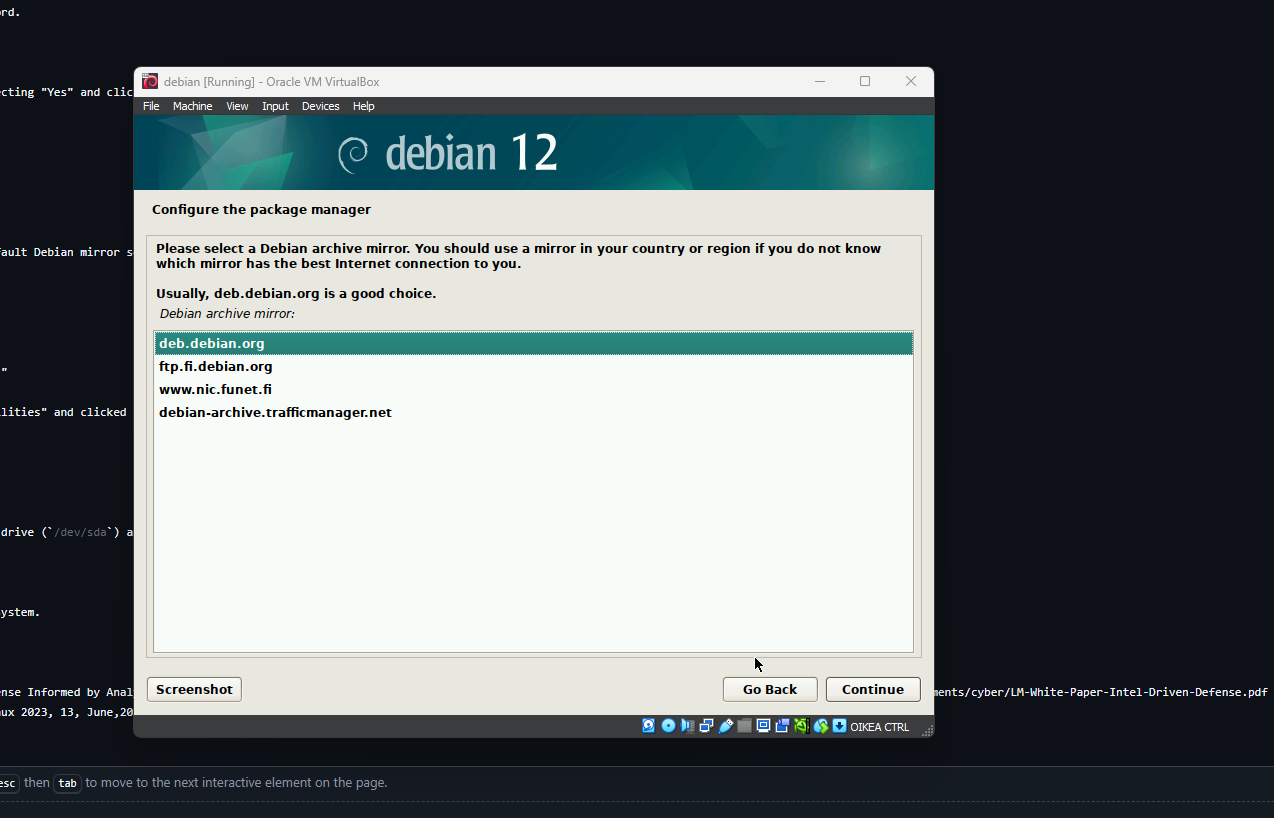 ord.
ecting "Yes" and clic
debian [Running] - Oracle VM VirtualBox
File Machine View Input Devices Help
debian 12
Configure the package manager
Please select a Debian archive mirror. You should use a mirror in your country or region if you do not know
which mirror has the best Internet connection to you.
fault Debian mirror s
Usually, deb.debian.org is a good choice.
Debian archive mirror:
deb.debian.org
ftp.fi.debian.org
"
www.nic.funet.fi
debian-archive.trafficmanager.net
ilities" and clicked
drive (`/dev/sda`) a
ystem.
Screenshot Go Back Continue
ense Informed by Anal
ments/cyber/LM-White-Paper-Intel-Driven-Defense.pdf
nux 2023, 13, June,20
OIKEA CTRL
esc then tab to move to the next interactive element on the page.